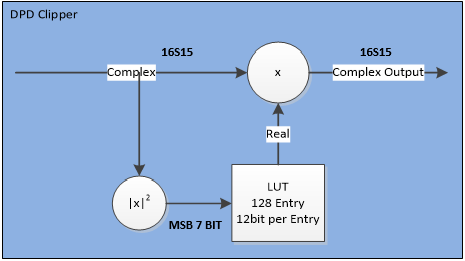 DPD Clipper
16S15
16S15
Complex
x
Complex Output
Real
|x|²
MSB 7 BIT
LUT
128 Entry
12bit per Entry